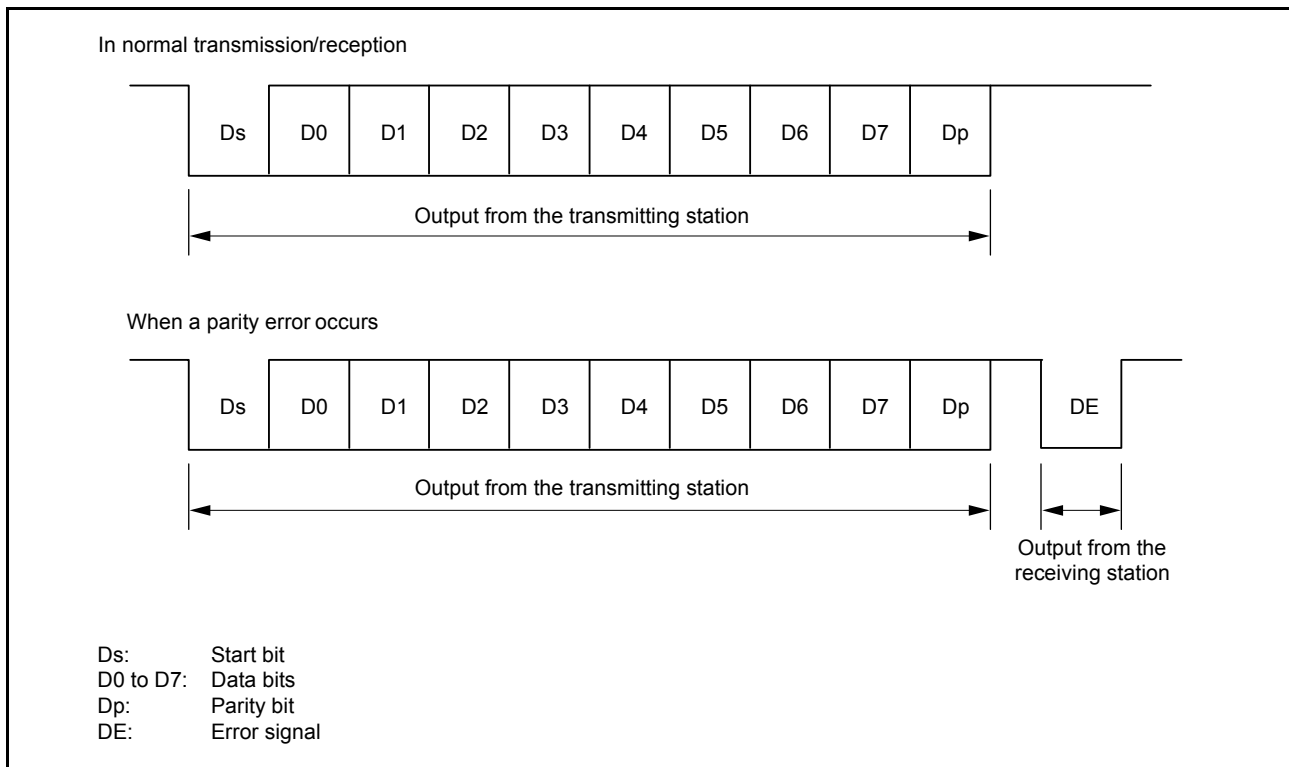 In normal transmission/reception
Ds D0 D1 D2 D3 D4 D5 D6 D7 Dp
Output from the transmitting station
When a parity error occurs
Ds D0 D1 D2 D3 D4 D5 D6 D7 Dp DE
Output from the transmitting station
Output from the
receiving station
Ds: Start bit
D0 to D7: Data bits
Dp: Parity bit
DE: Error signal